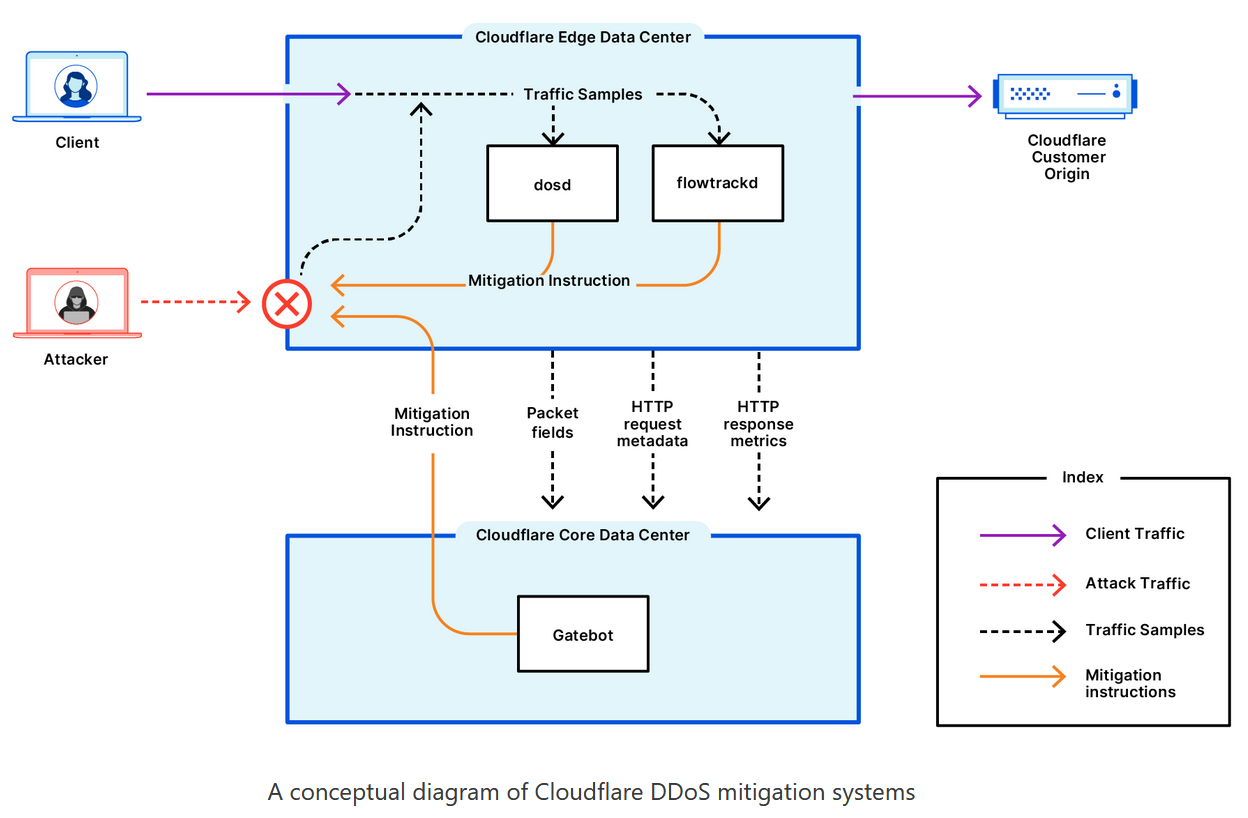 Cloudflare Edge Data Center
Client
Traffic Samples
Cloudflare
Customer
Origin
dosd
flowtrackd
Mitigation Instruction
Attacker
Mitigation
Instruction
Packet
fields
HTTP
request
metadata
HTTP
response
metrics
Cloudflare Core Data Center
Gatebot
Index
Client Traffic
Attack Traffic
Traffic Samples
Mitigation
instructions
A conceptual diagram of Cloudflare DDoS mitigation systems